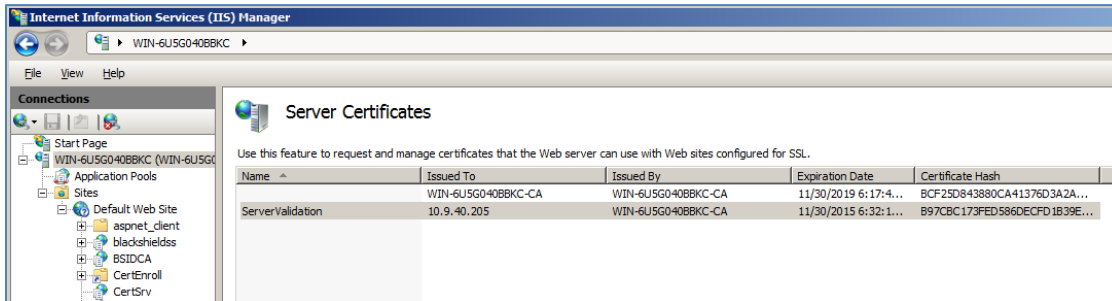 Internet Information Services (IIS) Manager
WIN-6U5G040BBKC
File View Help
Connections
Start Page
WIN-6U5G040BBKC (WIN-6U5G0
Application Pools
Sites
Default Web Site
aspnet_client
blackshieldss
BSIDCA
CertEnroll
CertSrv
Server Certificates
Use this feature to request and manage certificates that the Web server can use with Web sites configured for SSL.
Name Issued To Issued By Expiration Date Certificate Hash
WIN-6U5G040BBKC-CA WIN-6U5G040BBKC-CA 11/30/2019 6:17:4... BCF25D843880CA41376D3A2A...
ServerValidation 10.9.40.205 WIN-6U5G040BBKC-CA 11/30/2015 6:32:1... B97CBC173FED586DECFD1B39E...